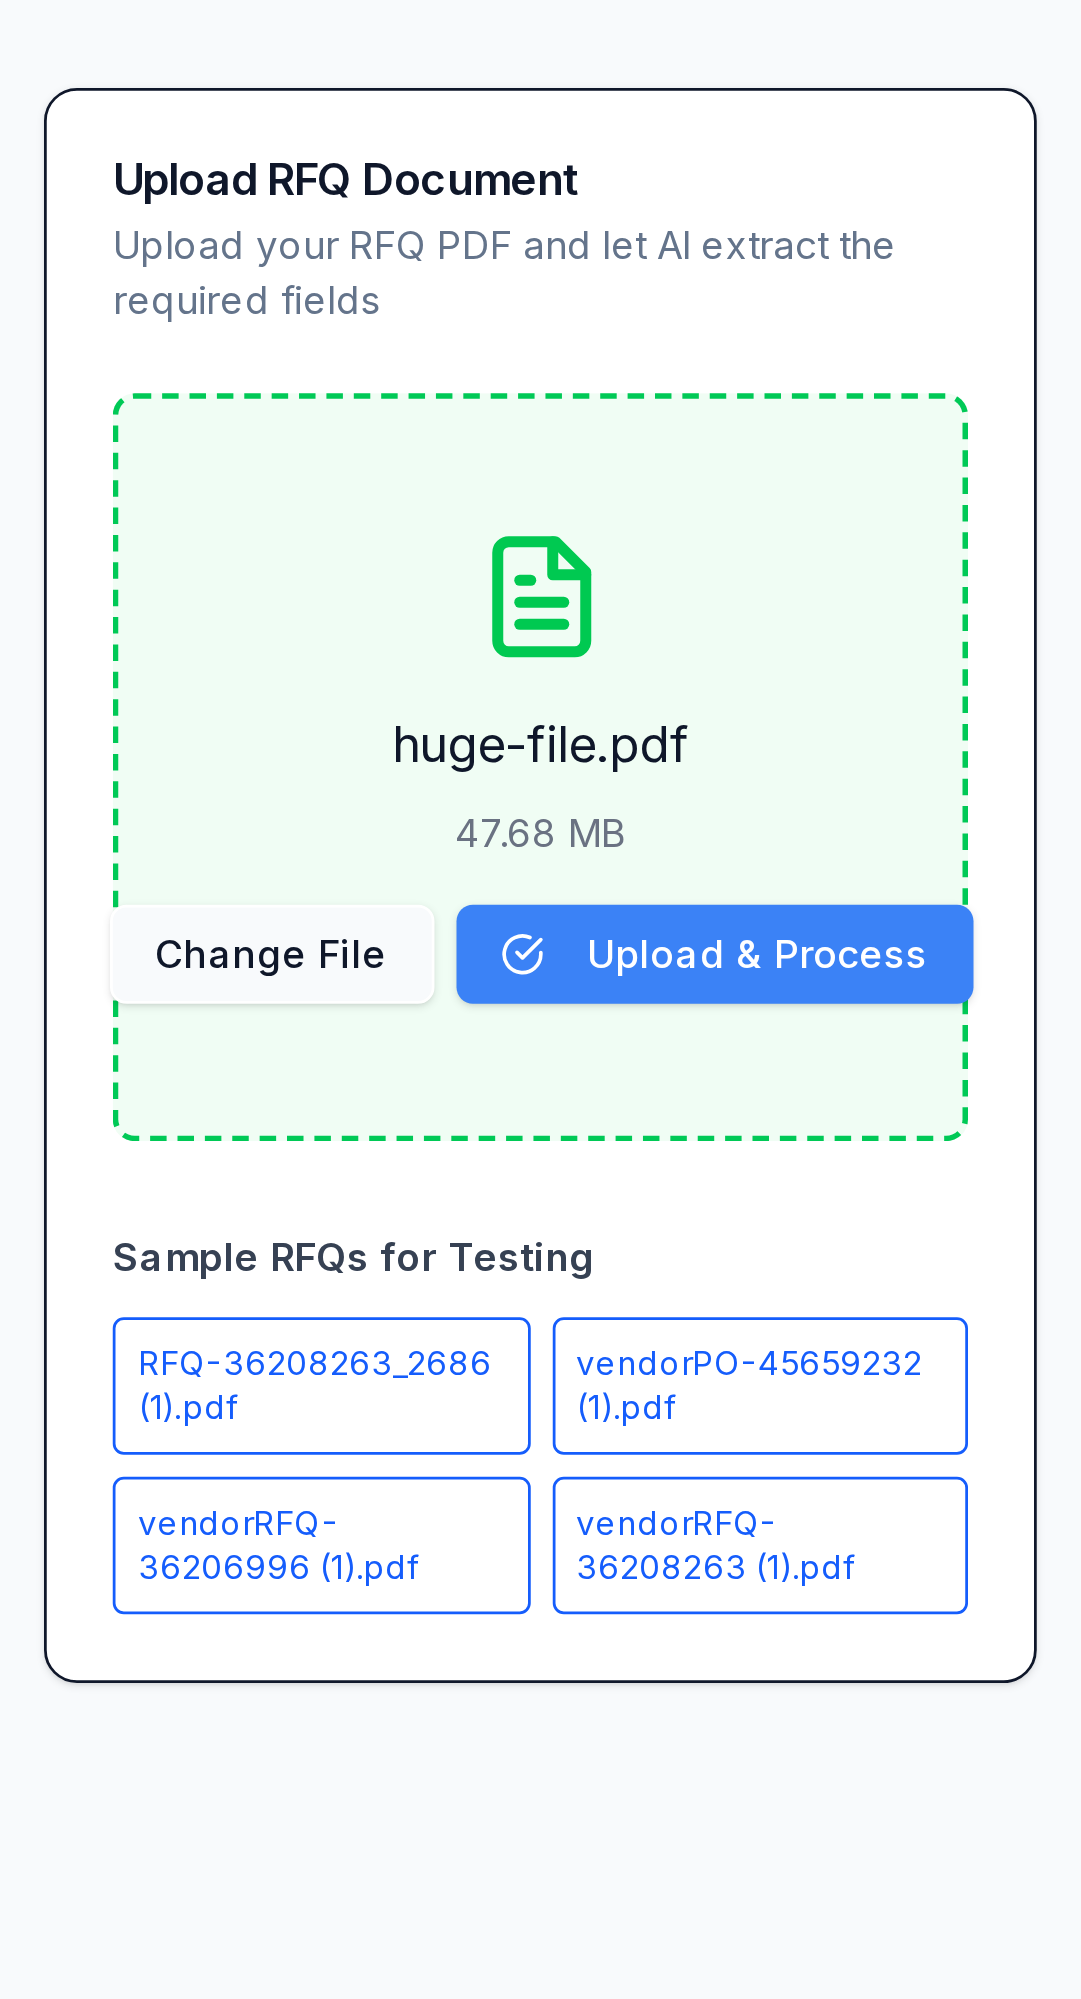 Upload RFQ Document
Upload your RFQ PDF and let AI extract the
required fields
huge-file.pdf
47.68 MB
Change File
Upload & Process
Sample RFQs for Testing
RFQ-36208263_2686
(1).pdf
vendorPO-45659232
(1).pdf
vendorRFQ-
36206996 (1).pdf
vendorRFQ-
36208263 (1).pdf